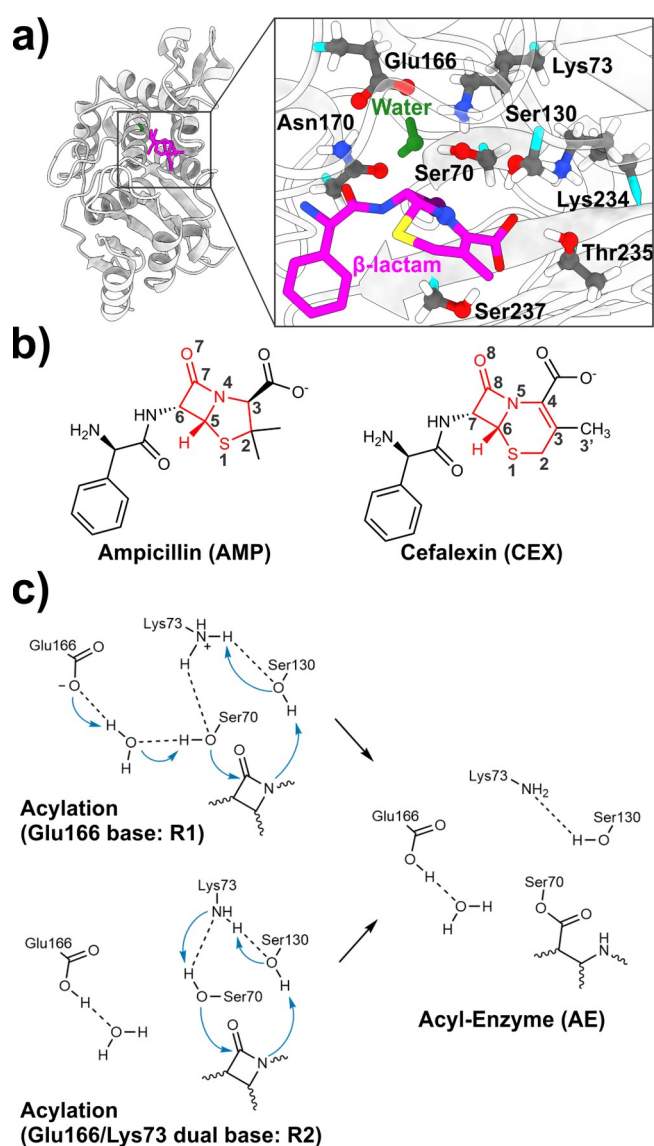 a)
Glu166
Lys73
Water
Ser130
Asn170
Ser70
Lys234
β-lactam
Thr235
Ser237
b)
O 7
7
N 4
O
O-
HN
6
5
3
H2N
H
S
1
2
O
Ampicillin (AMP)
O 8
8
N 5
O
O-
HN
7
6
4
H2N
H
S
1
2
3
CH3
3'
O
Cefalexin (CEX)
c)
Lys73
H
Glu166
O
N
+
H
Ser130
−O
H
O
H
H
Ser70
O
H
H
O
H
O
N
Acylation
(Glu166 base: R1)
Lys73
NH2
Glu166
Ser130
O
O
H
O
H
O
H
Ser70
O
O
H
H
N
Acyl-Enzyme (AE)
Lys73
NH
H
Glu166
Ser130
O
H
O
O
H
H
O
Ser70
H
O
H
O
N
Acylation
(Glu166/Lys73 dual base: R2)